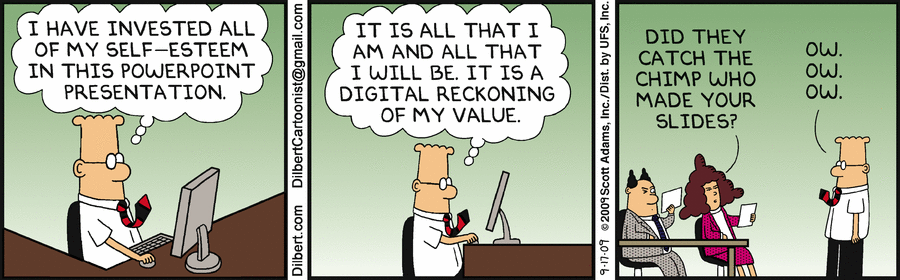 I HAVE INVESTED ALL
OF MY SELF-ESTEEM
IN THIS POWERPOINT
PRESENTATION.
Dilbert.com DilbertCartoonist@gmail.com
IT IS ALL THAT I
AM AND ALL THAT
I WILL BE. IT IS A
DIGITAL RECKONING
OF MY VALUE.
9-17-09 ©2009 Scott Adams, Inc./Dist. by UFS, Inc.
DID THEY
CATCH THE
CHIMP WHO
MADE YOUR
SLIDES?
OW.
OW.
OW.